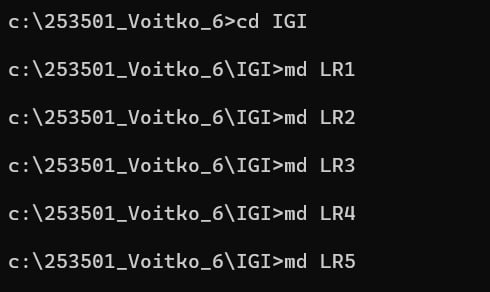 c:\253501_Voitko_6>cd IGI
c:\253501_Voitko_6\IGI>md LR1
c:\253501_Voitko_6\IGI>md LR2
c:\253501_Voitko_6\IGI>md LR3
c:\253501_Voitko_6\IGI>md LR4
c:\253501_Voitko_6\IGI>md LR5